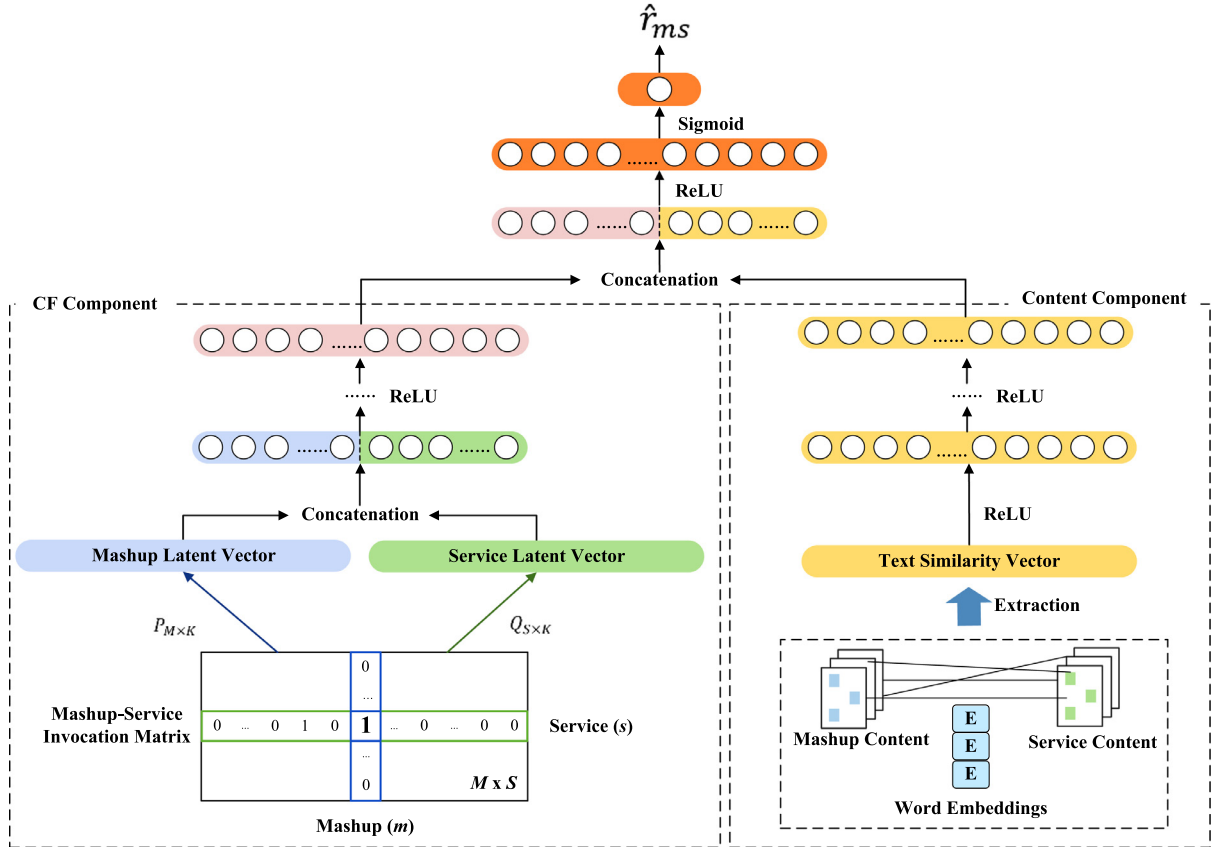 r̂ₘₛ
Sigmoid
ReLU
......
......
Concatenation
CF Component
Content Component
......
......
......
ReLU
......
ReLU
......
......
......
Concatenation
ReLU
Mashup Latent Vector
Service Latent Vector
Text Similarity Vector
Extraction
P_{M×K}
Q_{S×K}
0
...
Mashup-Service
Invocation Matrix
0 ... 0 1 0 1 ... 0 ... 0 0
Service (s)
...
0
M x S
Mashup (m)
Mashup Content
Service Content
E
E
E
Word Embeddings